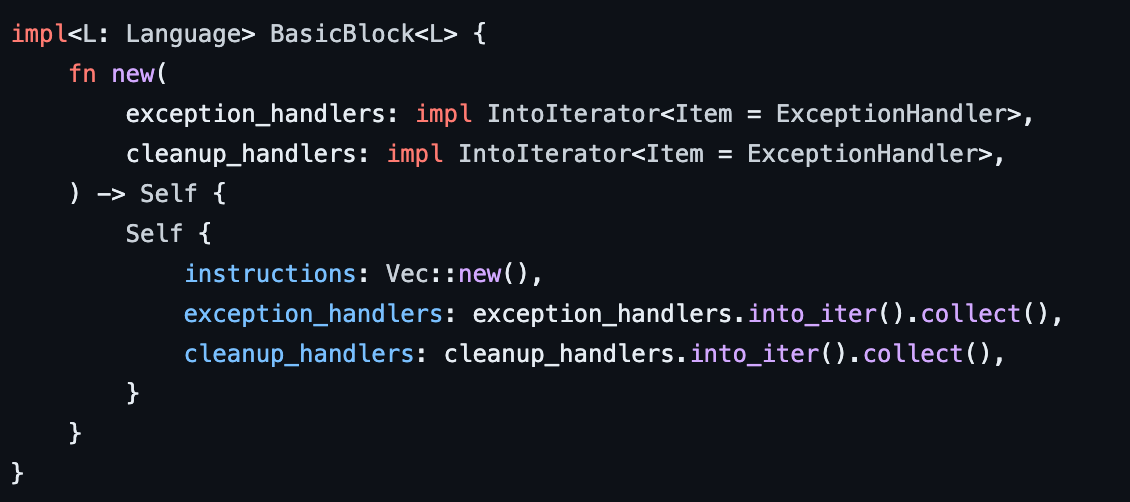 impl<L: Language> BasicBlock<L> {
    fn new(
        exception_handlers: impl IntoIterator<Item = ExceptionHandler>,
        cleanup_handlers: impl IntoIterator<Item = ExceptionHandler>,
    ) -> Self {
        Self {
            instructions: Vec::new(),
            exception_handlers: exception_handlers.into_iter().collect(),
            cleanup_handlers: cleanup_handlers.into_iter().collect(),
        }
    }
}